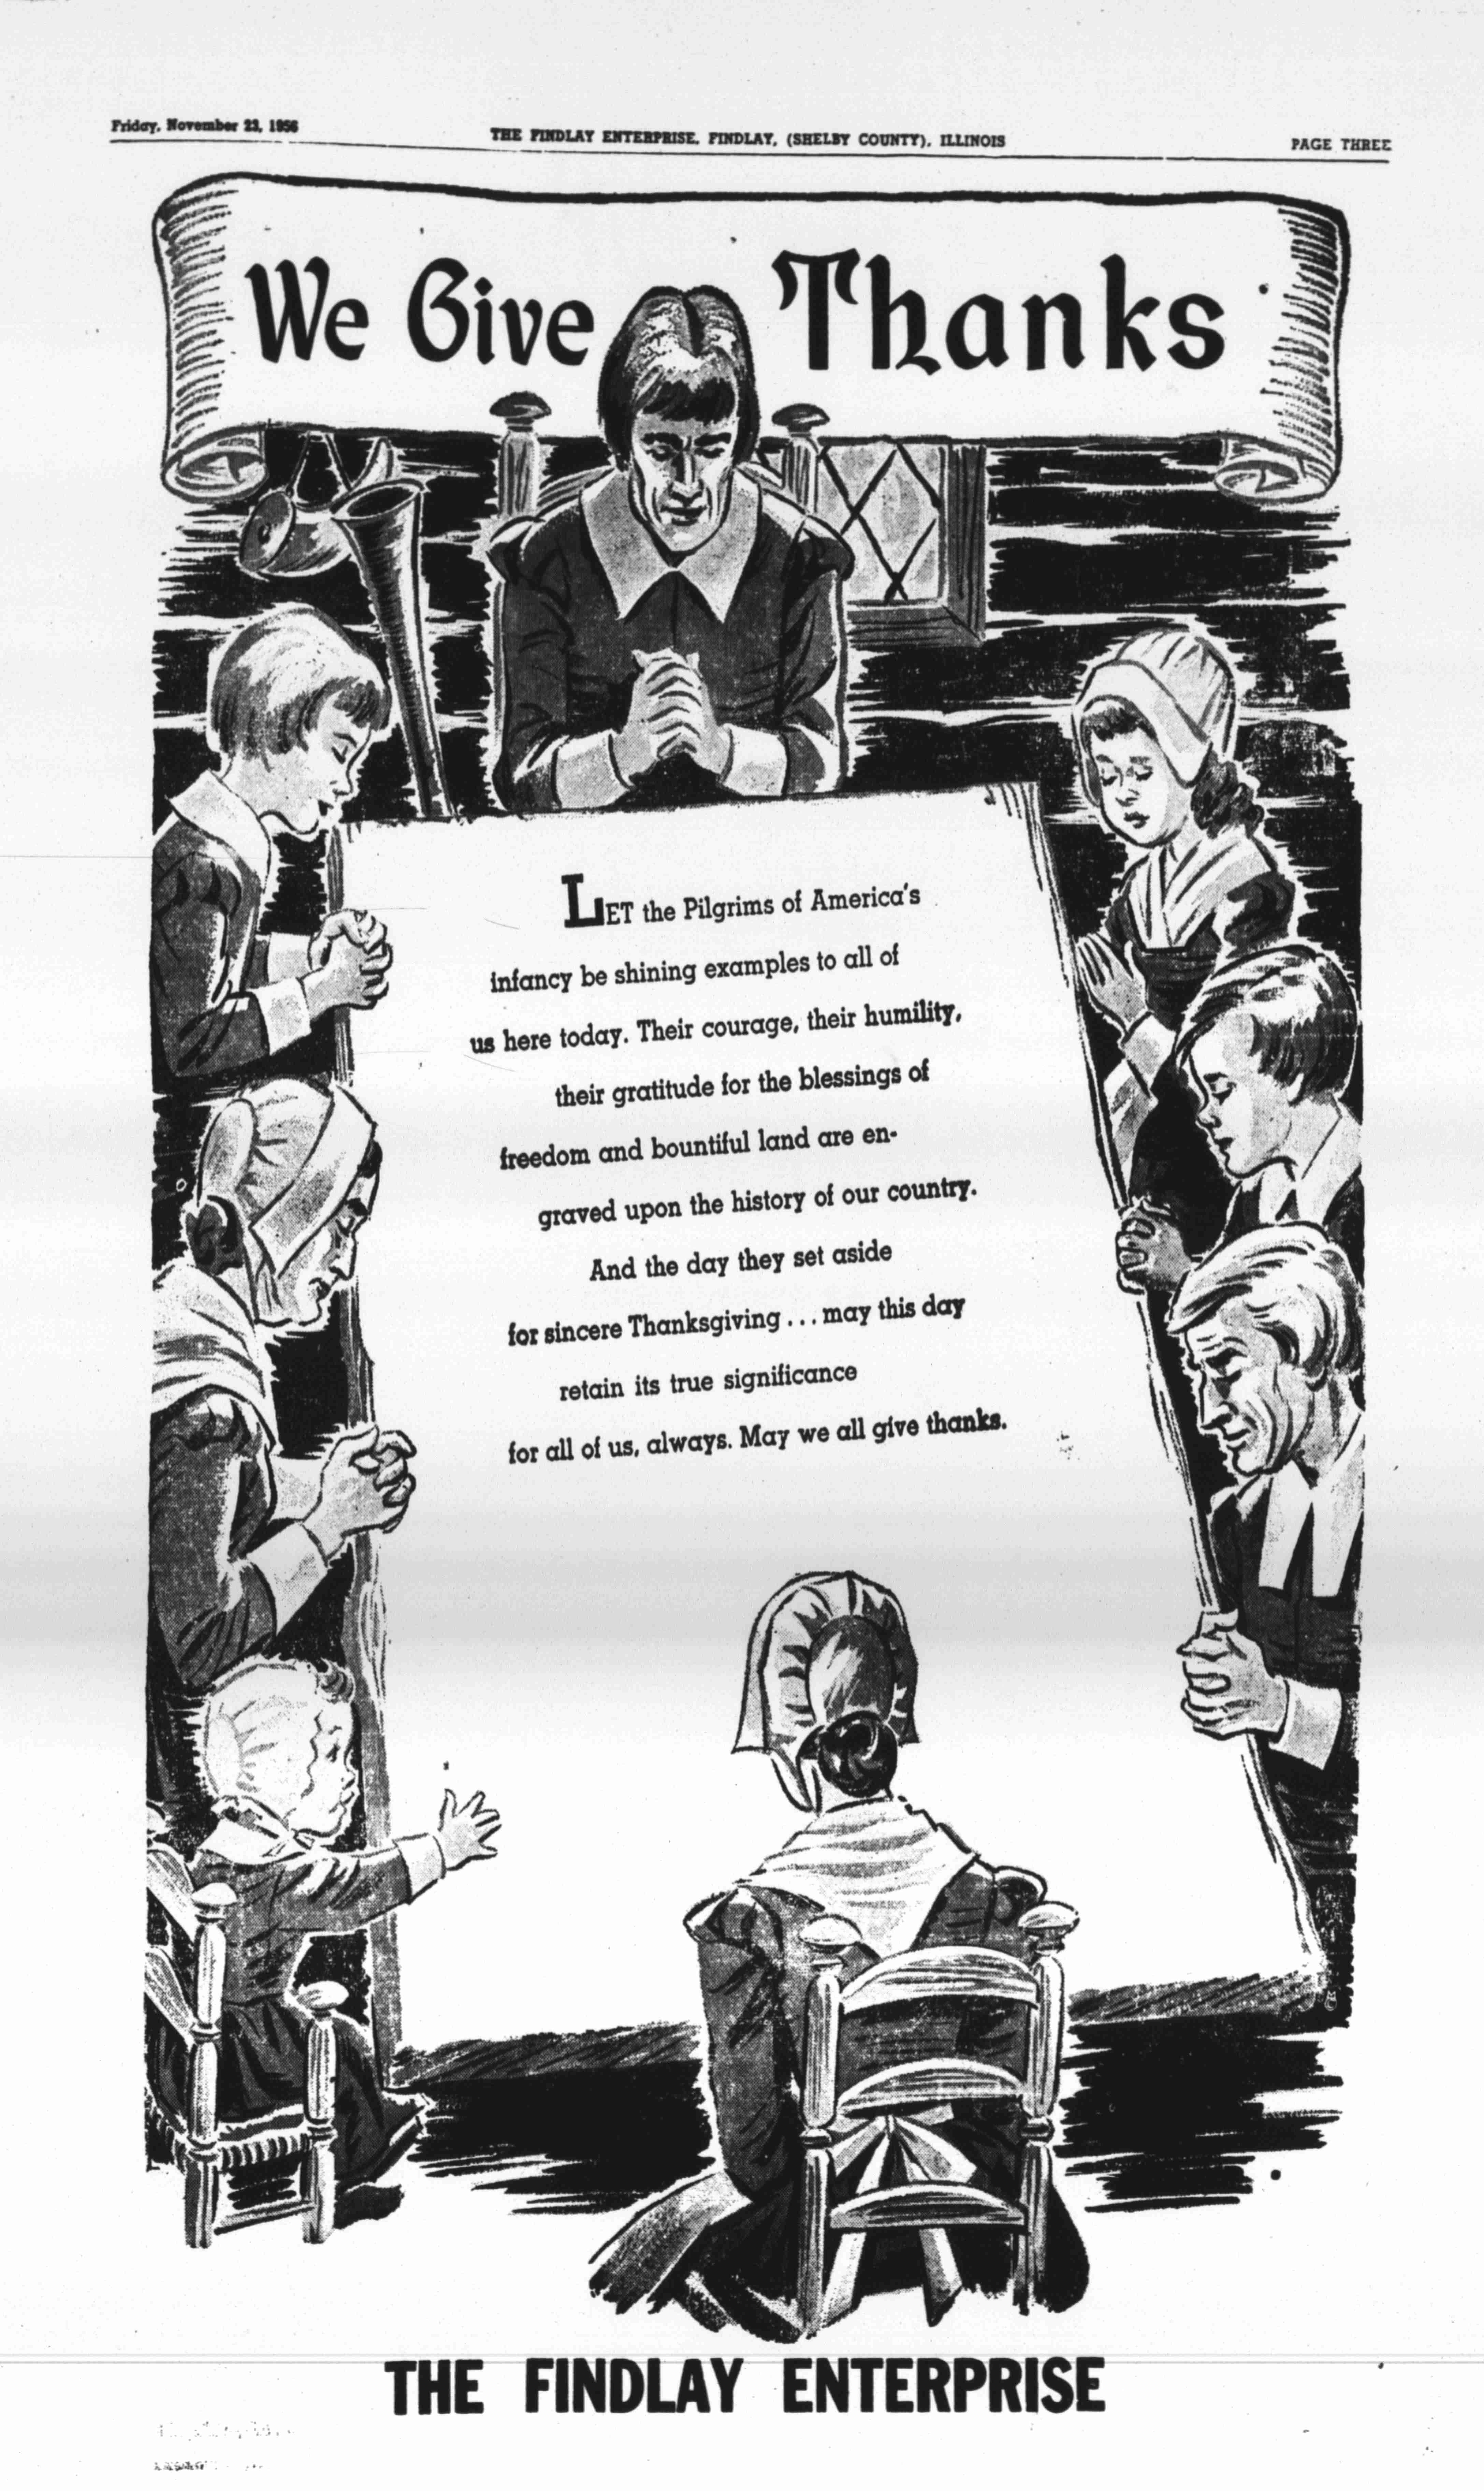 Friday, November 23, 1956
THE FINDLAY ENTERPRISE, FINDLAY, (SHELBY COUNTY), ILLINOIS
PAGE THREE
We Give Thanks
LET the Pilgrims of America's
infancy be shining examples to all of
us here today. Their courage, their humility,
their gratitude for the blessings of
freedom and bountiful land are en-
graved upon the history of our country.
And the day they set aside
for sincere Thanksgiving . . . may this day
retain its true significance
for all of us, always. May we all give thanks.
THE FINDLAY ENTERPRISE